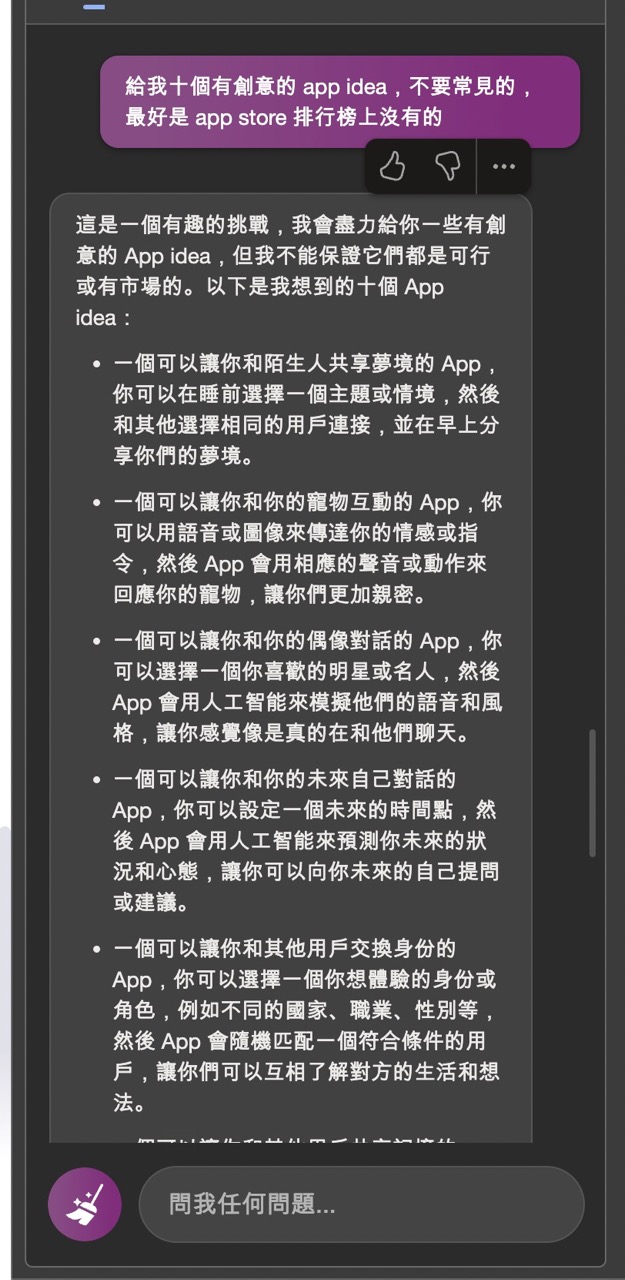 給我十個有創意的 app idea，不要常見的，
最好是 app store 排行榜上沒有的
這是一個有趣的挑戰，我會盡力給你一些有創
意的 App idea，但我不能保證它們都是可行
或有市場的。以下是我想到的十個 App
idea：
• 一個可以讓你和陌生人共享夢境的 App，
你可以在睡前選擇一個主題或情境，然後
和其他選擇相同的用戶連接，並在早上分
享你們的夢境。
• 一個可以讓你和你的寵物互動的 App，你
可以用語音或圖像來傳達你的情感或指
令，然後 App 會用相應的聲音或動作來
回應你的寵物，讓你們更加親密。
• 一個可以讓你和你的偶像對話的 App，你
可以選擇一個你喜歡的明星或名人，然後
App 會用人工智能來模擬他們的語音和風
格，讓你感覺像是真的在和他們聊天。
• 一個可以讓你和你的未來自己對話的
App，你可以設定一個未來的時間點，然
後 App 會用人工智能來預測你未來的狀
況和心態，讓你可以向你未來的自己提問
或建議。
• 一個可以讓你和其他用戶交換身份的
App，你可以選擇一個你想體驗的身份或
角色，例如不同的國家、職業、性別等，
然後 App 會隨機匹配一個符合條件的用
戶，讓你們可以互相了解對方的生活和想
法。
問我任何問題...